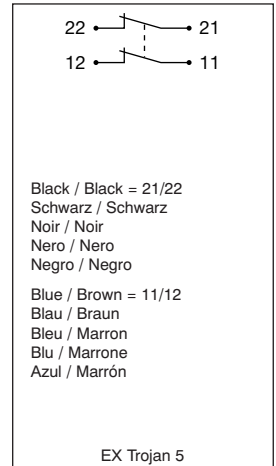 22 21
12 11
Black / Black = 21/22
Schwarz / Schwarz
Noir / Noir
Nero / Nero
Negro / Negro
Blue / Brown = 11/12
Blau / Braun
Bleu / Marron
Blu / Marrone
Azul / Marrón
EX Trojan 5